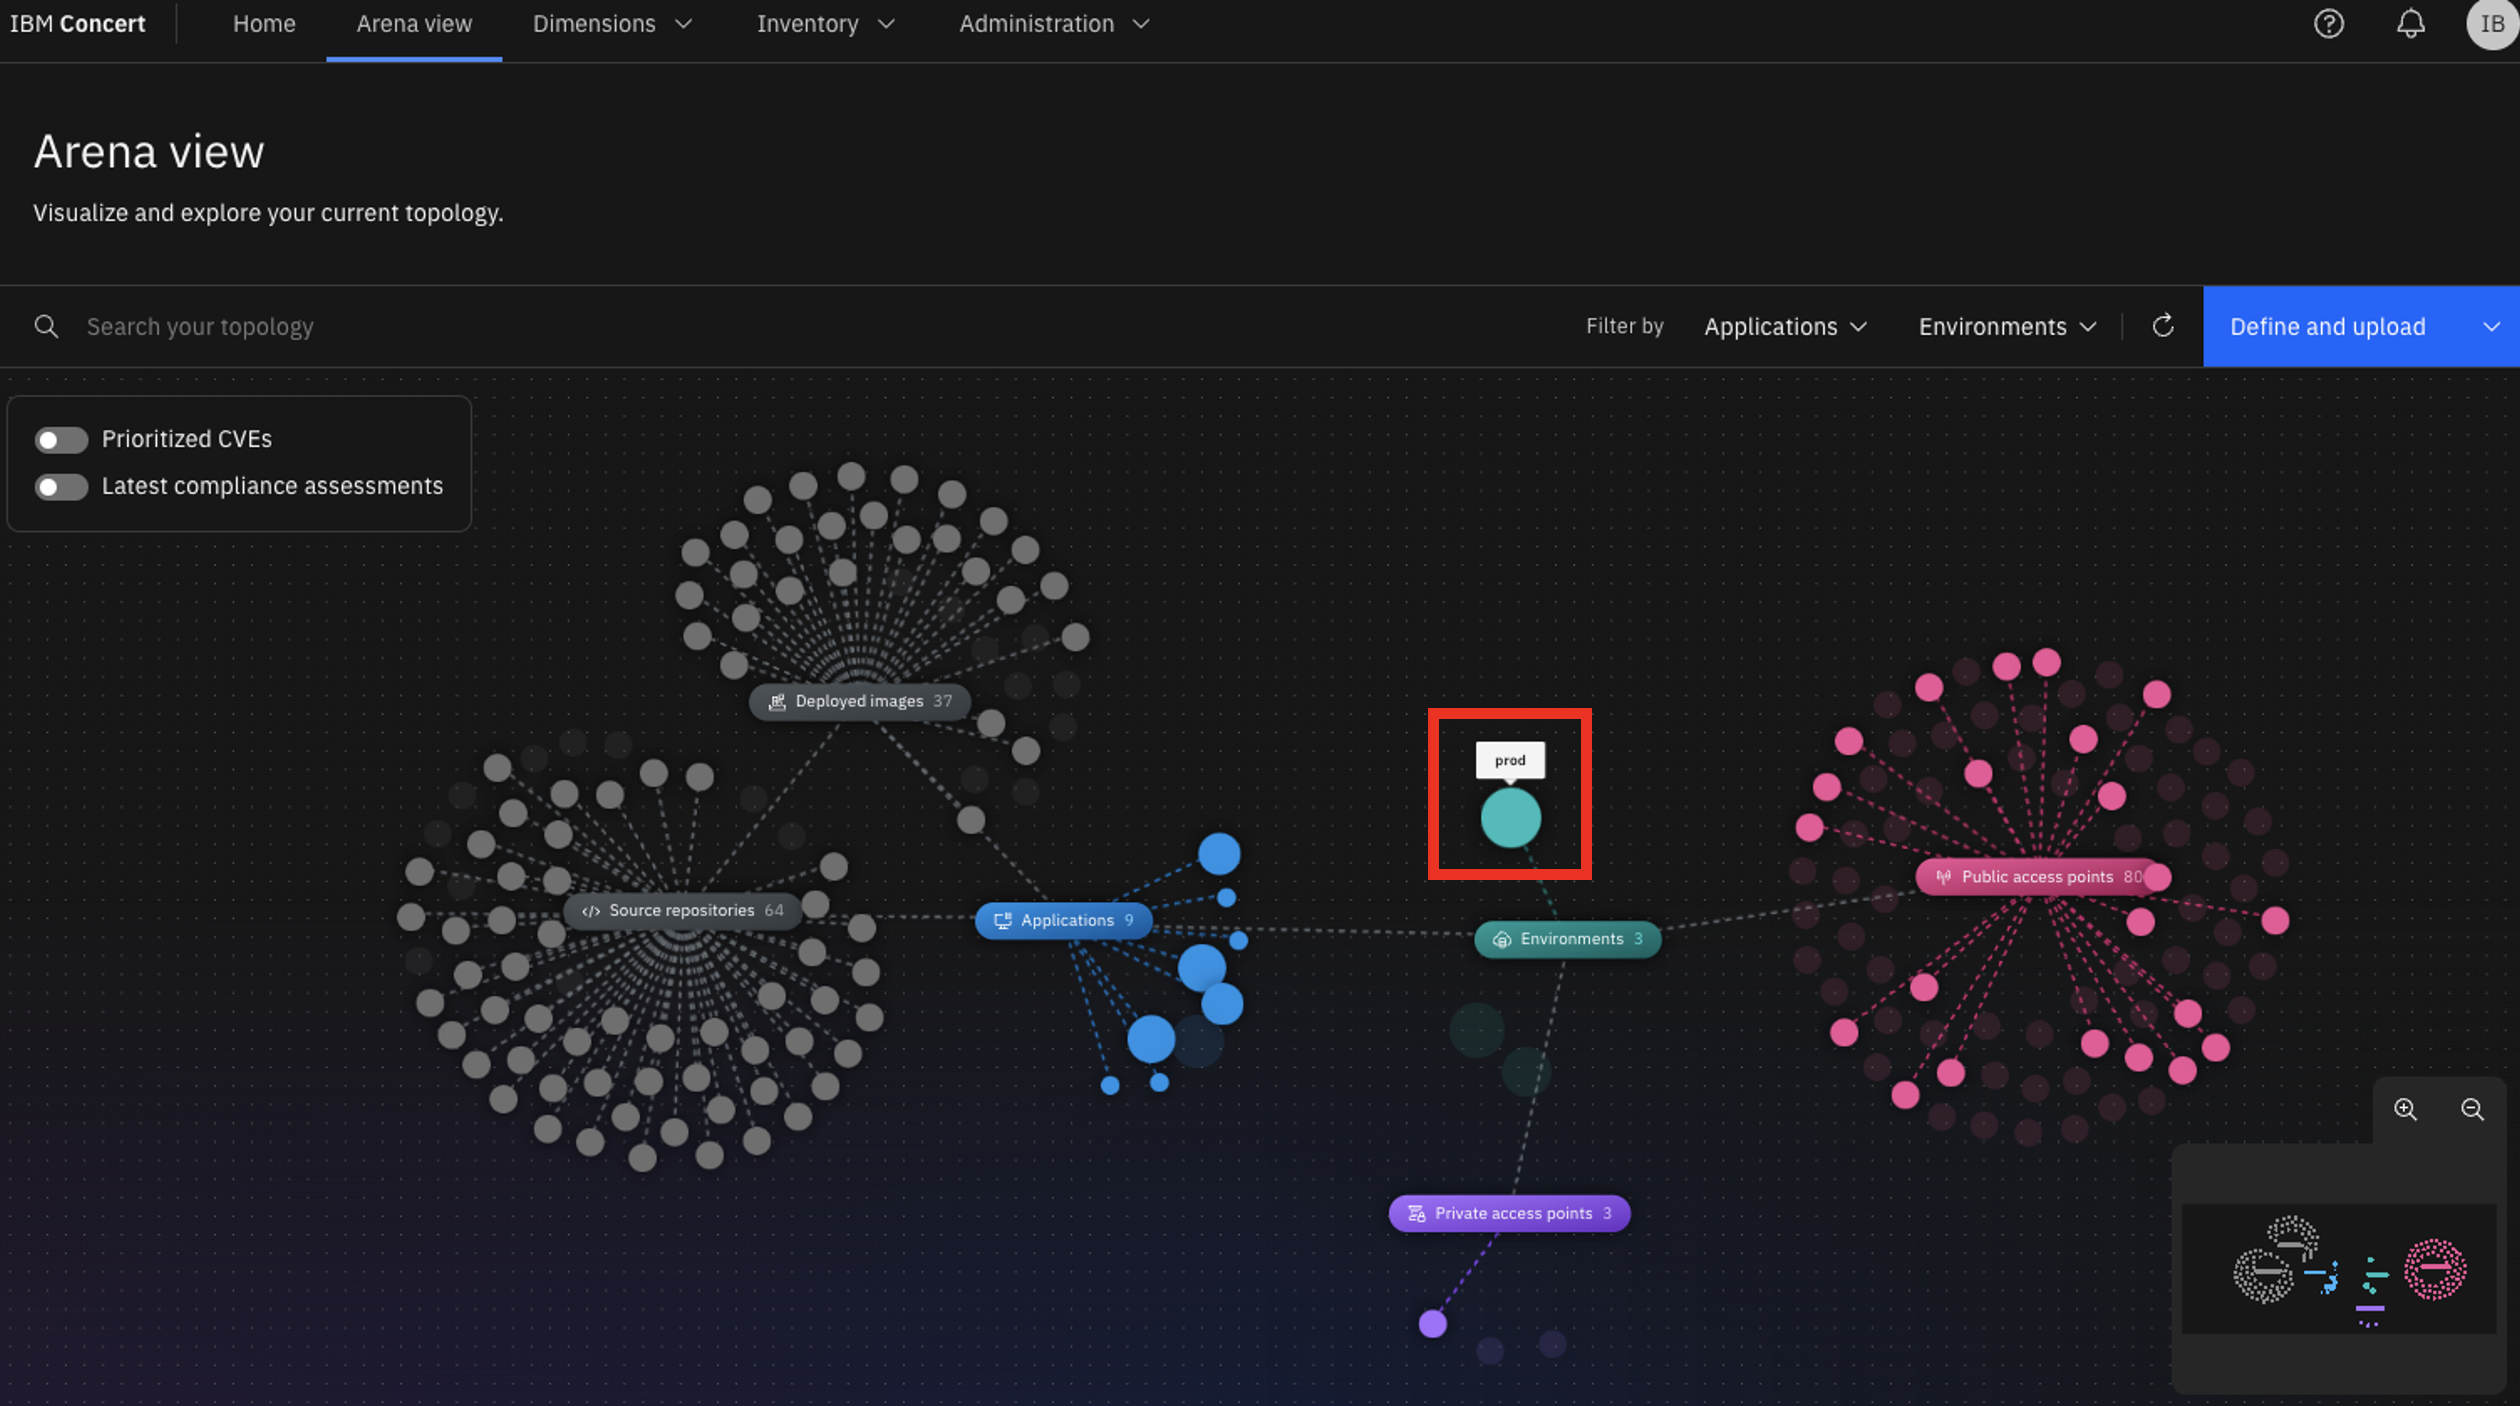 IBM Concert
Home
Arena view
Dimensions
Inventory
Administration
IB
Arena view
Visualize and explore your current topology.
Search your topology
Filter by
Applications
Environments
Define and upload
Prioritized CVEs
Latest compliance assessments
Deployed images 37
prod
Public access points 80
Source repositories 64
Applications 9
Environments 3
Private access points 3